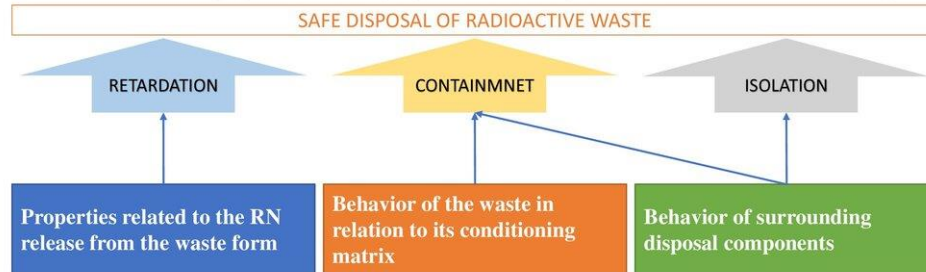 SAFE DISPOSAL OF RADIOACTIVE WASTE
RETARDATION
CONTAINMNET
ISOLATION
Properties related to the RN
release from the waste form
Behavior of the waste in
relation to its conditioning
matrix
Behavior of surrounding
disposal components